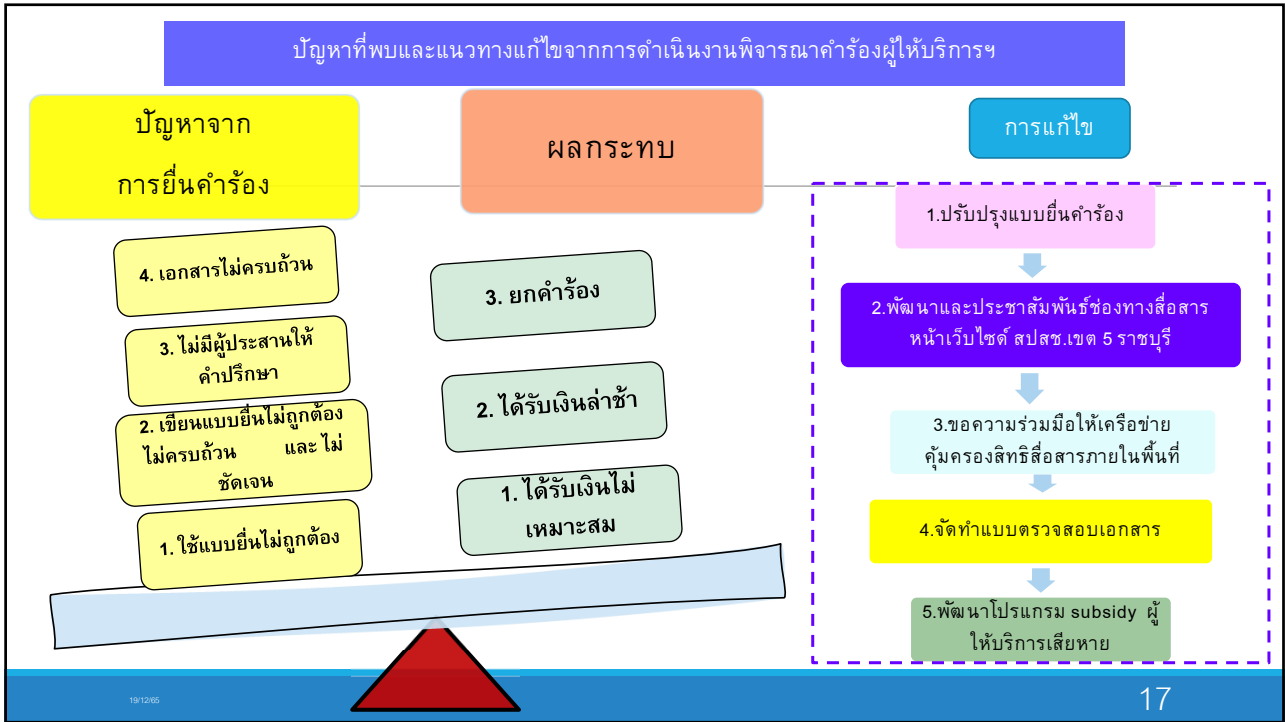 ปัญหาที่พบและแนวทางแก้ไขจากการดำเนินงานพิจารณาคำร้องผู้ให้บริการฯ
ปัญหาจาก
การยื่นคำร้อง
4. เอกสารไม่ครบถ้วน
3. ไม่มีผู้ประสานให้
คำปรึกษา
2. เขียนแบบยื่นไม่ถูกต้อง
ไม่ครบถ้วน และ ไม่
ชัดเจน
1. ใช้แบบยื่นไม่ถูกต้อง
ผลกระทบ
3. ยกคำร้อง
2. ได้รับเงินล่าช้า
1. ได้รับเงินไม่
เหมาะสม
การแก้ไข
1.ปรับปรุงแบบยื่นคำร้อง
2.พัฒนาและประชาสัมพันธ์ช่องทางสื่อสาร
หน้าเว็บไซด์ สปสช.เขต 5 ราชบุรี
3.ขอความร่วมมือให้เครือข่าย
คุ้มครองสิทธิสื่อสารภายในพื้นที่
4.จัดทำแบบตรวจสอบเอกสาร
5.พัฒนาโปรแกรม subsidy ผู้
ให้บริการเสียหาย
19/12/65
17